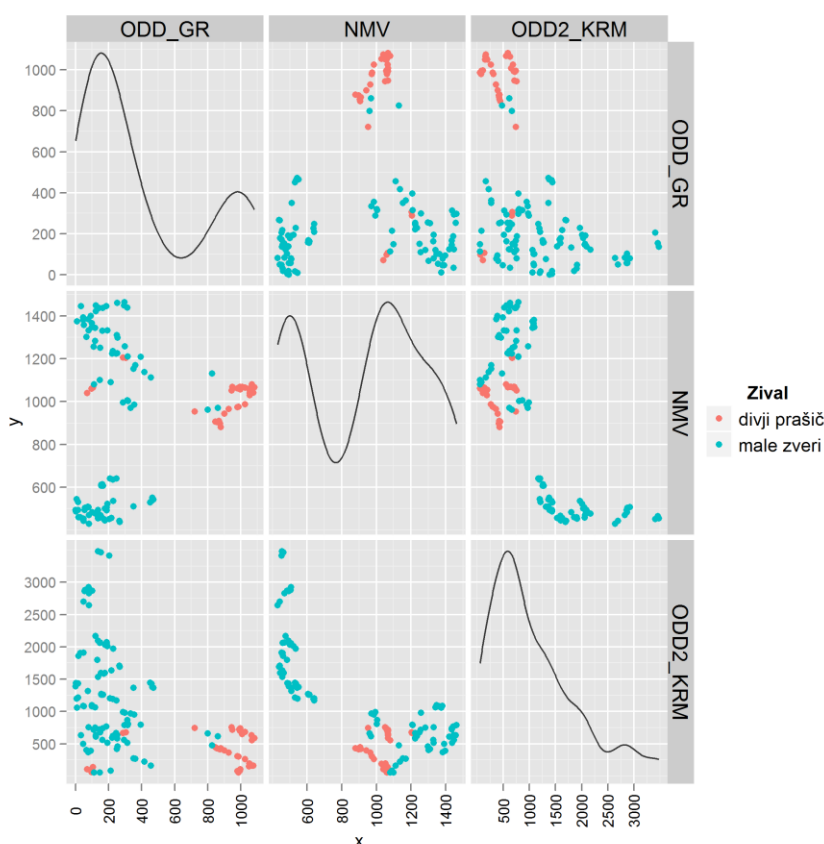 ODD_GR NMV ODD2_KRM
1000
800
600
400
200
0
ODD_GR
1400
1200
1000
800
600
NMV
y
Zival
divji prašič
male zveri
3000
2500
2000
1500
1000
500
ODD2_KRM
0 200 400 600 800 1000
600 800 1000 1200 1400
500 1000 1500 2000 2500 3000
x